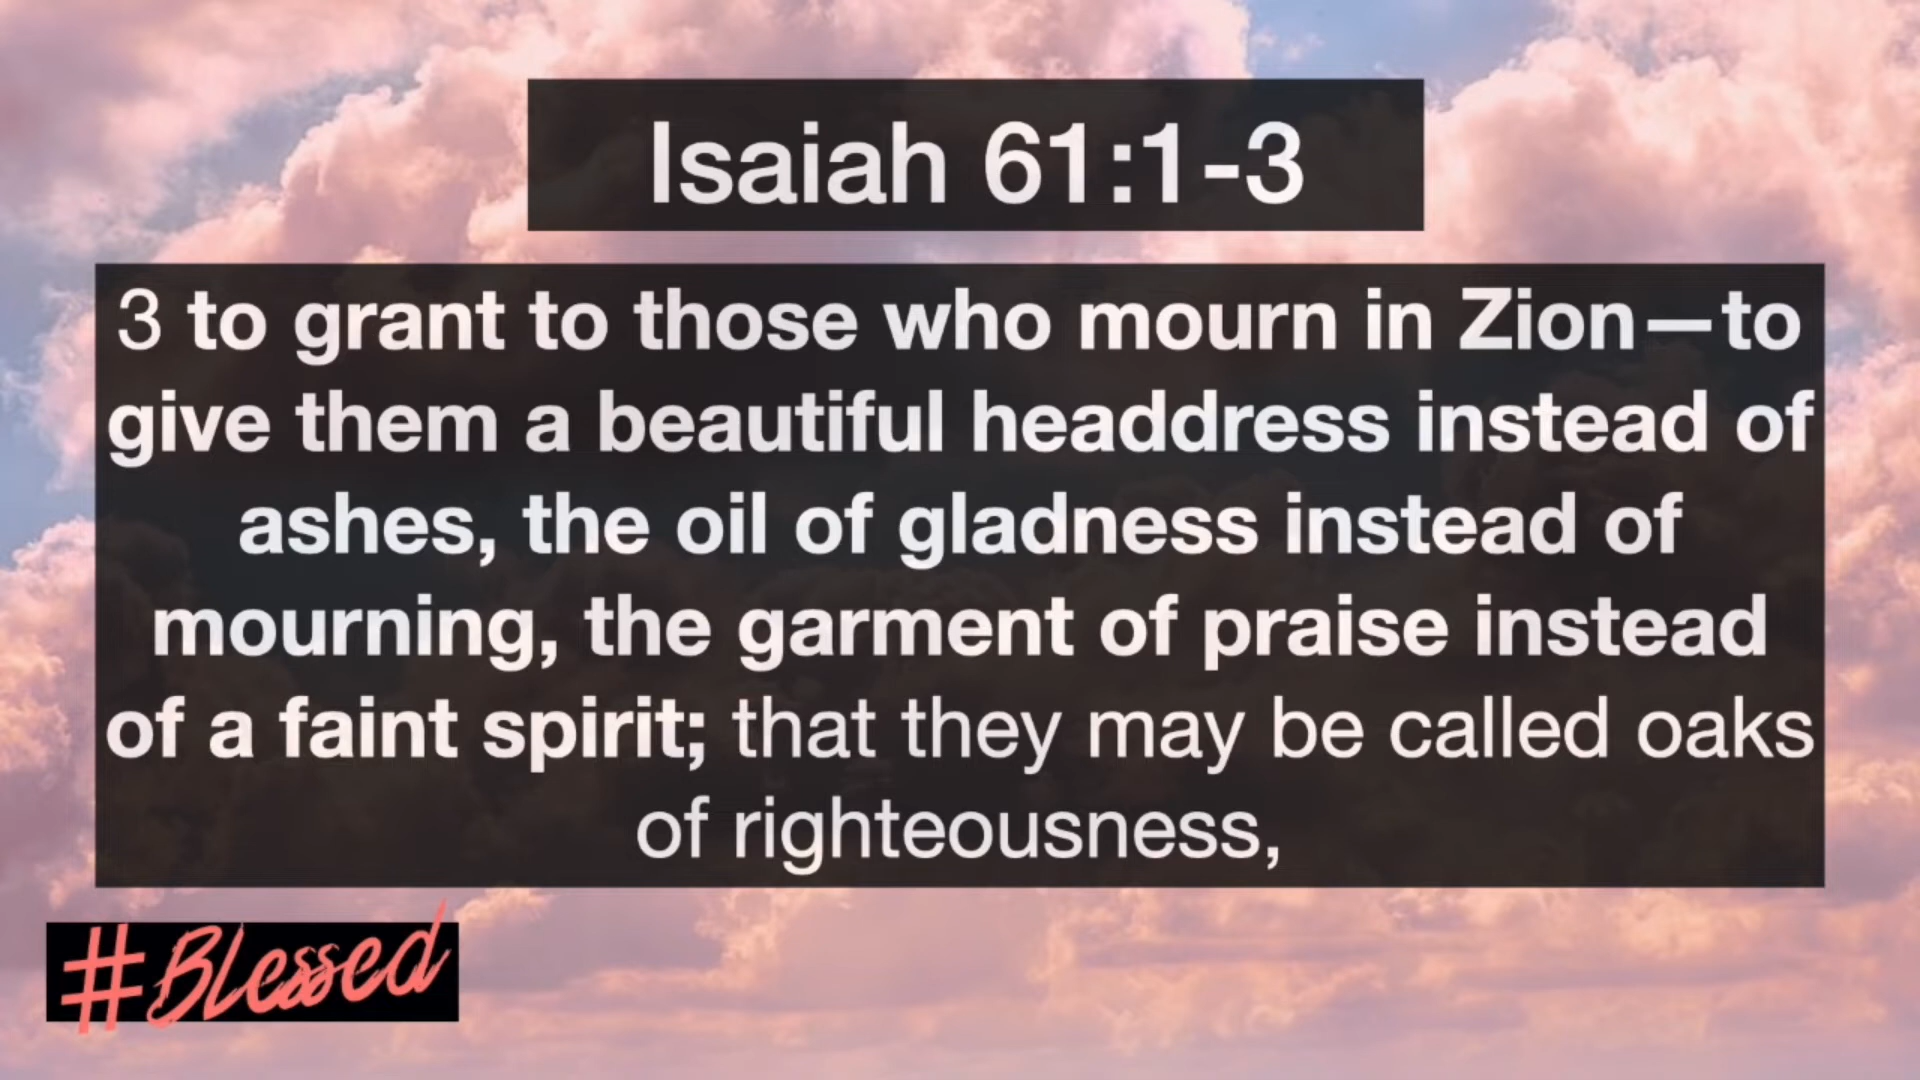 Isaiah 61:1-3
3 to grant to those who mourn in Zion—to
give them a beautiful headdress instead of
ashes, the oil of gladness instead of
mourning, the garment of praise instead
of a faint spirit; that they may be called oaks
of righteousness,
#Blessed